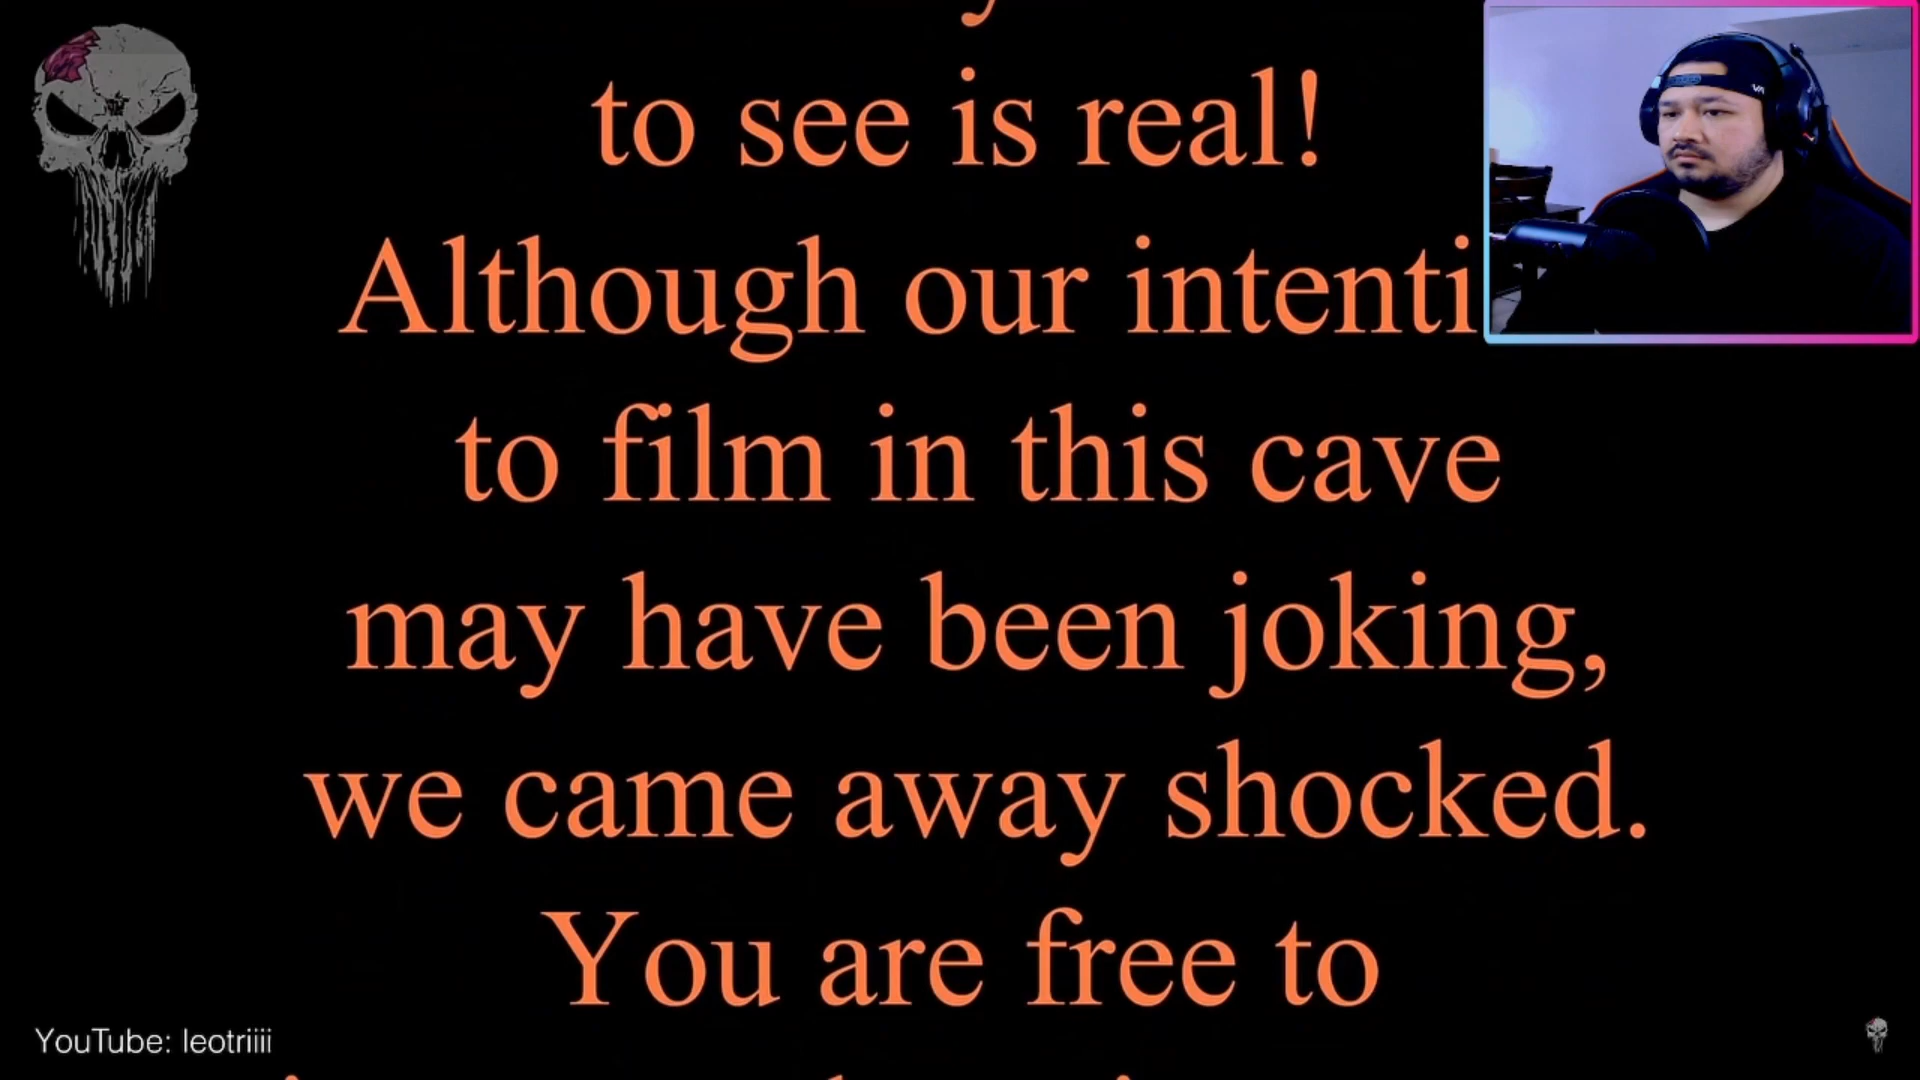 to see is real!
Although our intenti
to film in this cave
may have been joking,
we came away shocked.
You are free to
YouTube: leotriiii